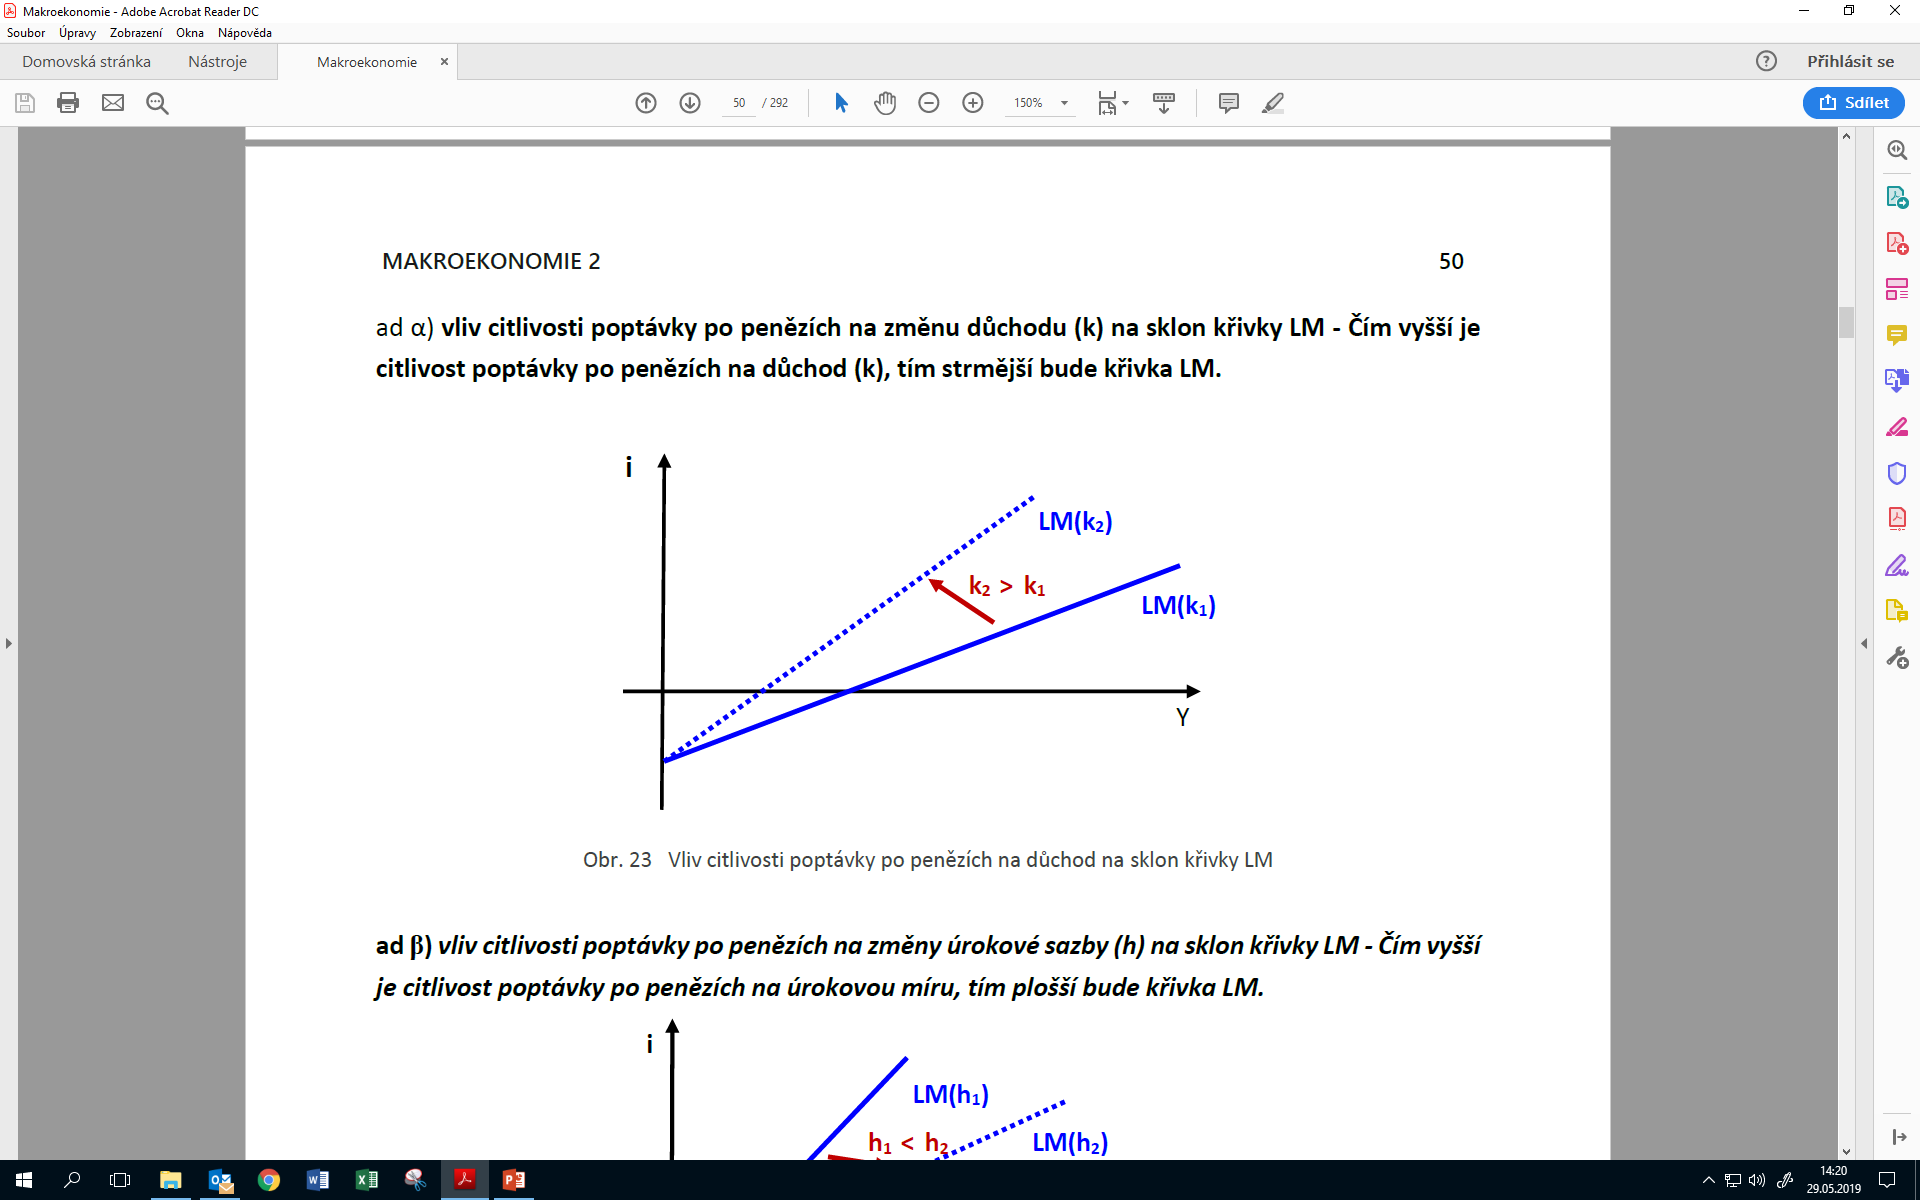 Makroekonomie - Adobe Acrobat Reader DC
Soubor Úpravy Zobrazení Okna Nápověda
Domovská stránka Nástroje Makroekonomie × Přihlásit se
50 / 292 150% Sdílet
MAKROEKONOMIE 2 50
ad α) vliv citlivosti poptávky po penězích na změnu důchodu (k) na sklon křivky LM - Čím vyšší je
citlivost poptávky po penězích na důchod (k), tím strmější bude křivka LM.
i
LM(k₂)
k₂ > k₁
LM(k₁)
Y
Obr. 23 Vliv citlivosti poptávky po penězích na důchod na sklon křivky LM
ad β) vliv citlivosti poptávky po penězích na změny úrokové sazby (h) na sklon křivky LM - Čím vyšší
je citlivost poptávky po penězích na úrokovou míru, tím plošší bude křivka LM.
i
LM(h₁)
h₁ < h₂
LM(h₂)
14:20
29.05.2019